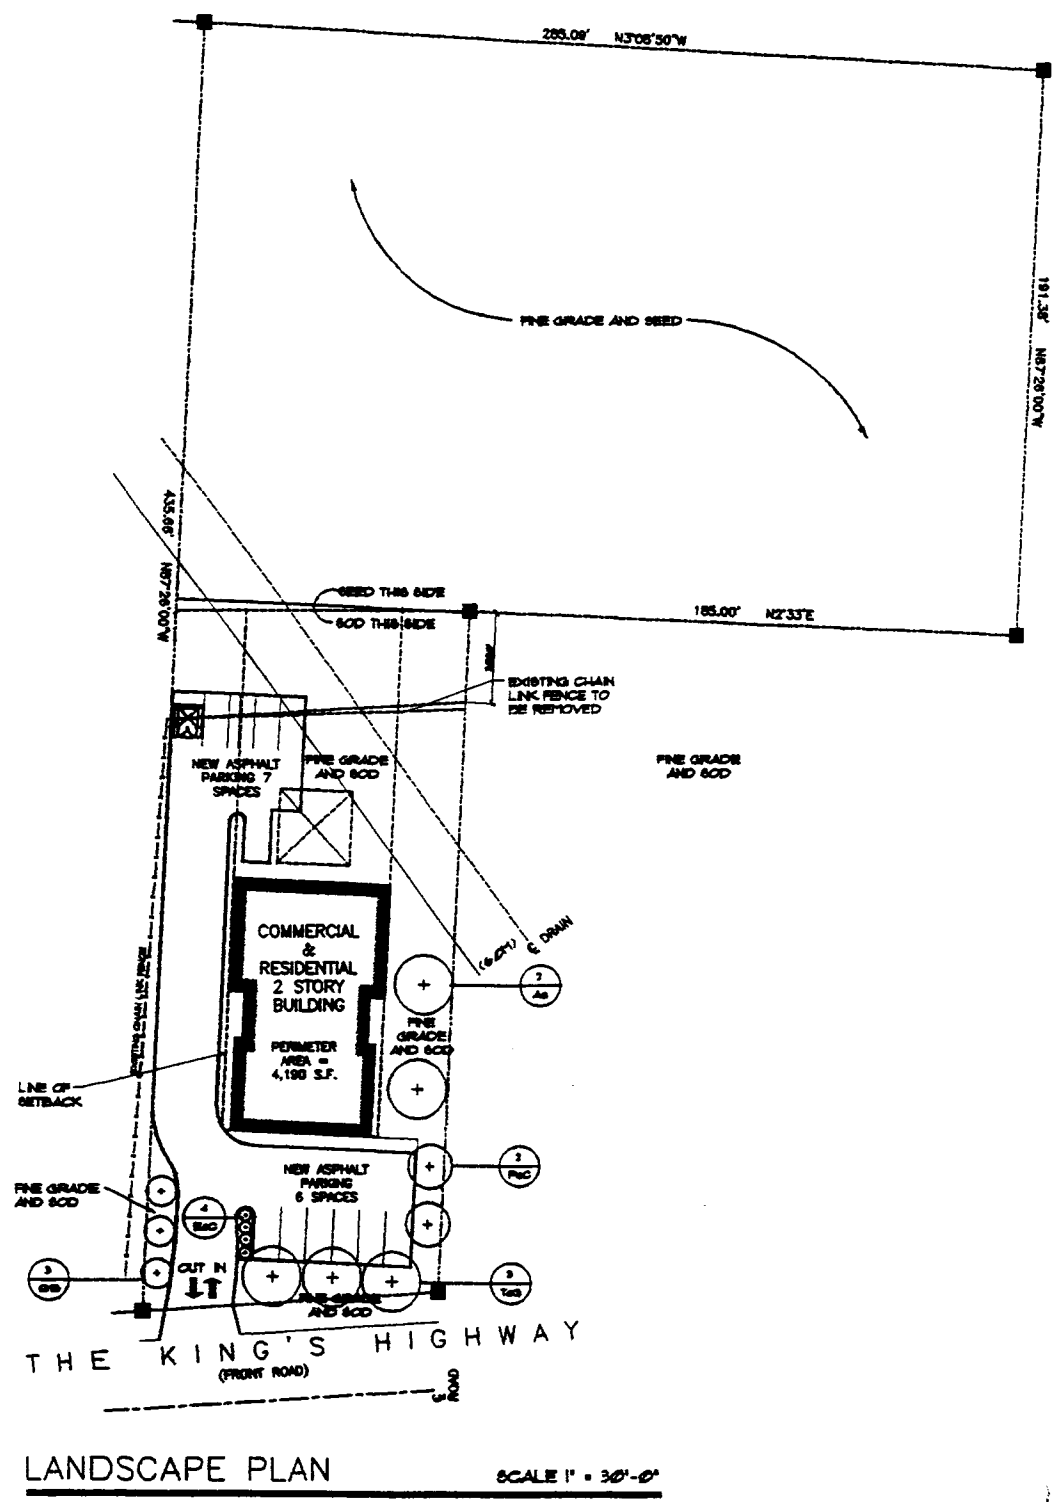 285.09' N3°08'50"W
191.38' N87°26'00"W
FINE GRADE AND SEED
435.66' N87°26'00"W
SEED THIS SIDE
SOD THIS SIDE
185.00' N2°33'E
EXISTING CHAIN
LINK FENCE TO
BE REMOVED
NEW ASPHALT
PARKING 7
SPACES
FINE GRADE
AND SOD
FINE GRADE
AND SOD
COMMERCIAL
&
RESIDENTIAL
2 STORY
BUILDING
PERIMETER
AREA =
4,190 S.F.
(6.0M)
℄ DRAIN
2
FINE
GRADE
AND SOD
EXISTING CHAIN LINK FENCE
LINE OF
SETBACK
2
NEW ASPHALT
PARKING
6 SPACES
FINE GRADE
AND SOD
4
3
OUT IN
3
FINE GRADE
AND SOD
THE KING'S HIGHWAY
(FRONT ROAD)
℄ ROAD
LANDSCAPE PLAN
SCALE 1" = 30'-0"